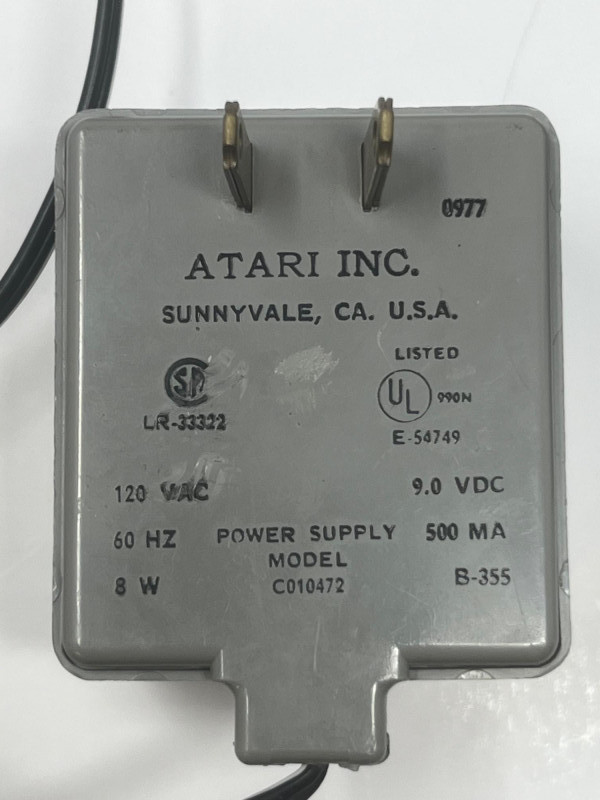 0977
ATARI INC.
SUNNYVALE, CA. U.S.A.
LISTED
SA
UL 990N
LR-33322
E-54749
120 VAC
9.0 VDC
60 HZ
POWER SUPPLY
500 MA
MODEL
8 W
C010472
B-355